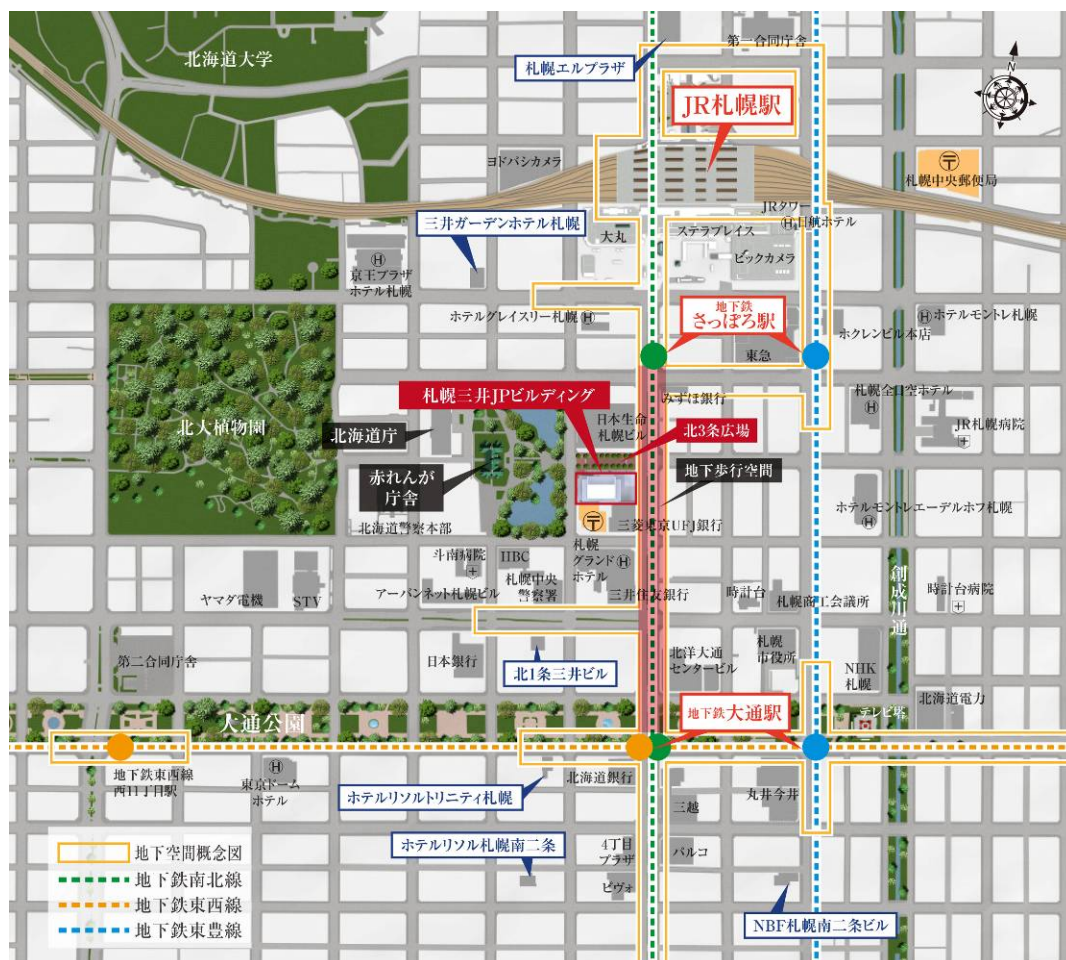 北海道大学
第一合同庁舎
札幌エルプラザ
N
JR札幌駅
ヨドバシカメラ
札幌中央郵便局
三井ガーデンホテル札幌
大丸
ステラプレイス
JRタワー
日航ホテル
ビックカメラ
京王プラザ
ホテル札幌
ホテルグレイスリー札幌
地下鉄
さっぽろ駅
ホテルモントレ札幌
ホクレンビル本店
東急
札幌三井JPビルディング
みずほ銀行
札幌全日空ホテル
北大植物園
北海道庁
日本生命
札幌ビル
北3条広場
JR札幌病院
赤れんが
庁舎
地下歩行空間
北海道警察本部
三菱東京UFJ銀行
ホテルモントレエーデルホフ札幌
斗南病院
HBC
札幌
グランド
ホテル
札幌中央
警察署
創成川通
ヤマダ電機
STV
アーバンネット札幌ビル
三井住友銀行
時計台
札幌商工会議所
時計台病院
第二合同庁舎
日本銀行
北1条三井ビル
北洋大通
センタービル
札幌
市役所
NHK
札幌
北海道電力
大通公園
地下鉄 大通駅
テレビ塔
地下鉄東西線
西11丁目駅
東京ドーム
ホテル
北海道銀行
ホテルリソルトリニティ札幌
三越
丸井今井
ホテルリソル札幌南二条
4丁目
プラザ
パルコ
ピヴォ
NBF札幌南二条ビル
地下空間概念図
地下鉄南北線
地下鉄東西線
地下鉄東豊線